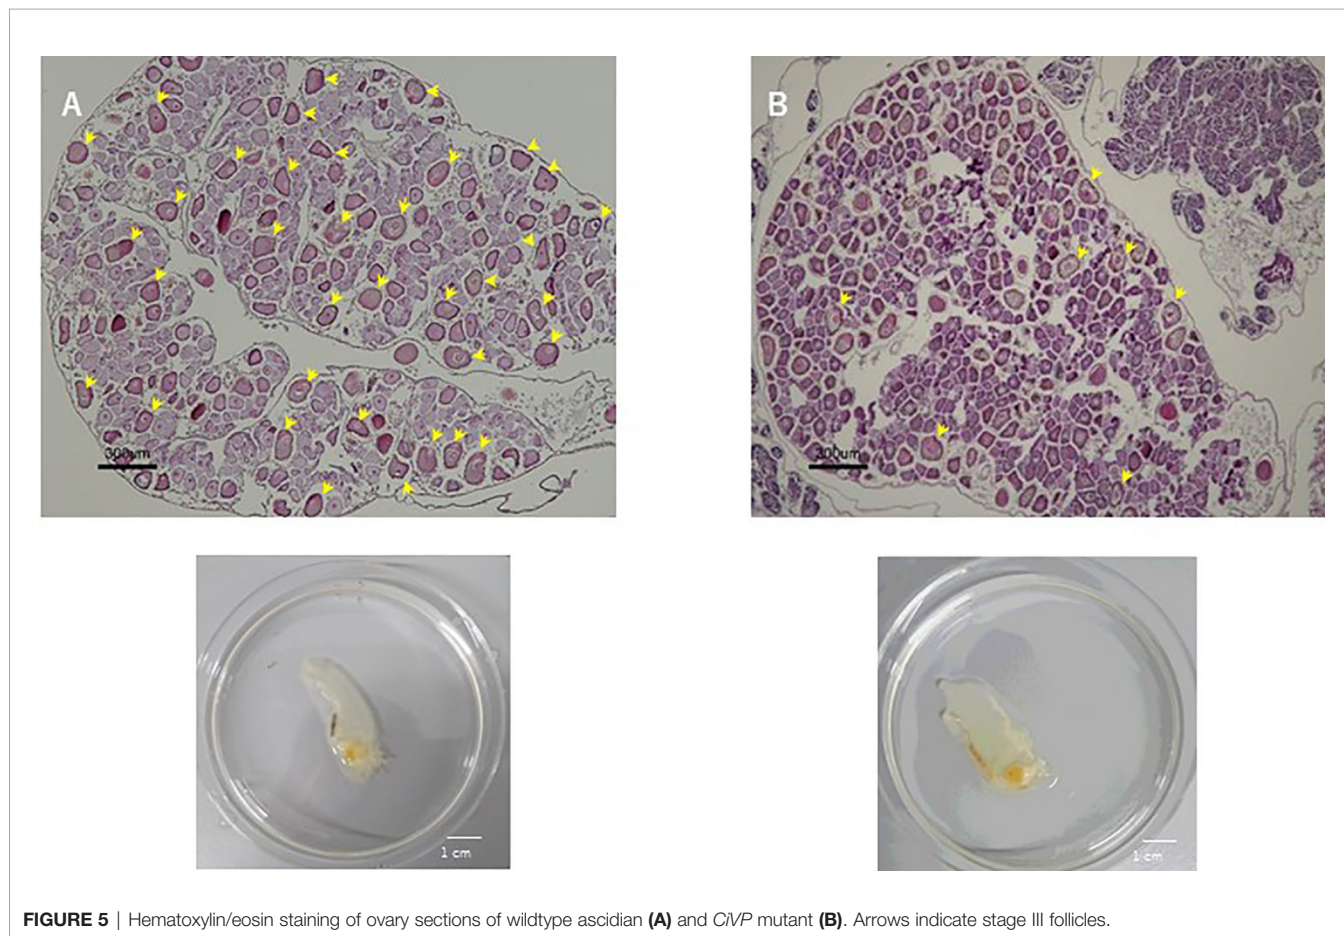 A
B
300um
300um
1 cm
1 cm
FIGURE 5 | Hematoxylin/eosin staining of ovary sections of wildtype ascidian (A) and CiVP mutant (B). Arrows indicate stage III follicles.